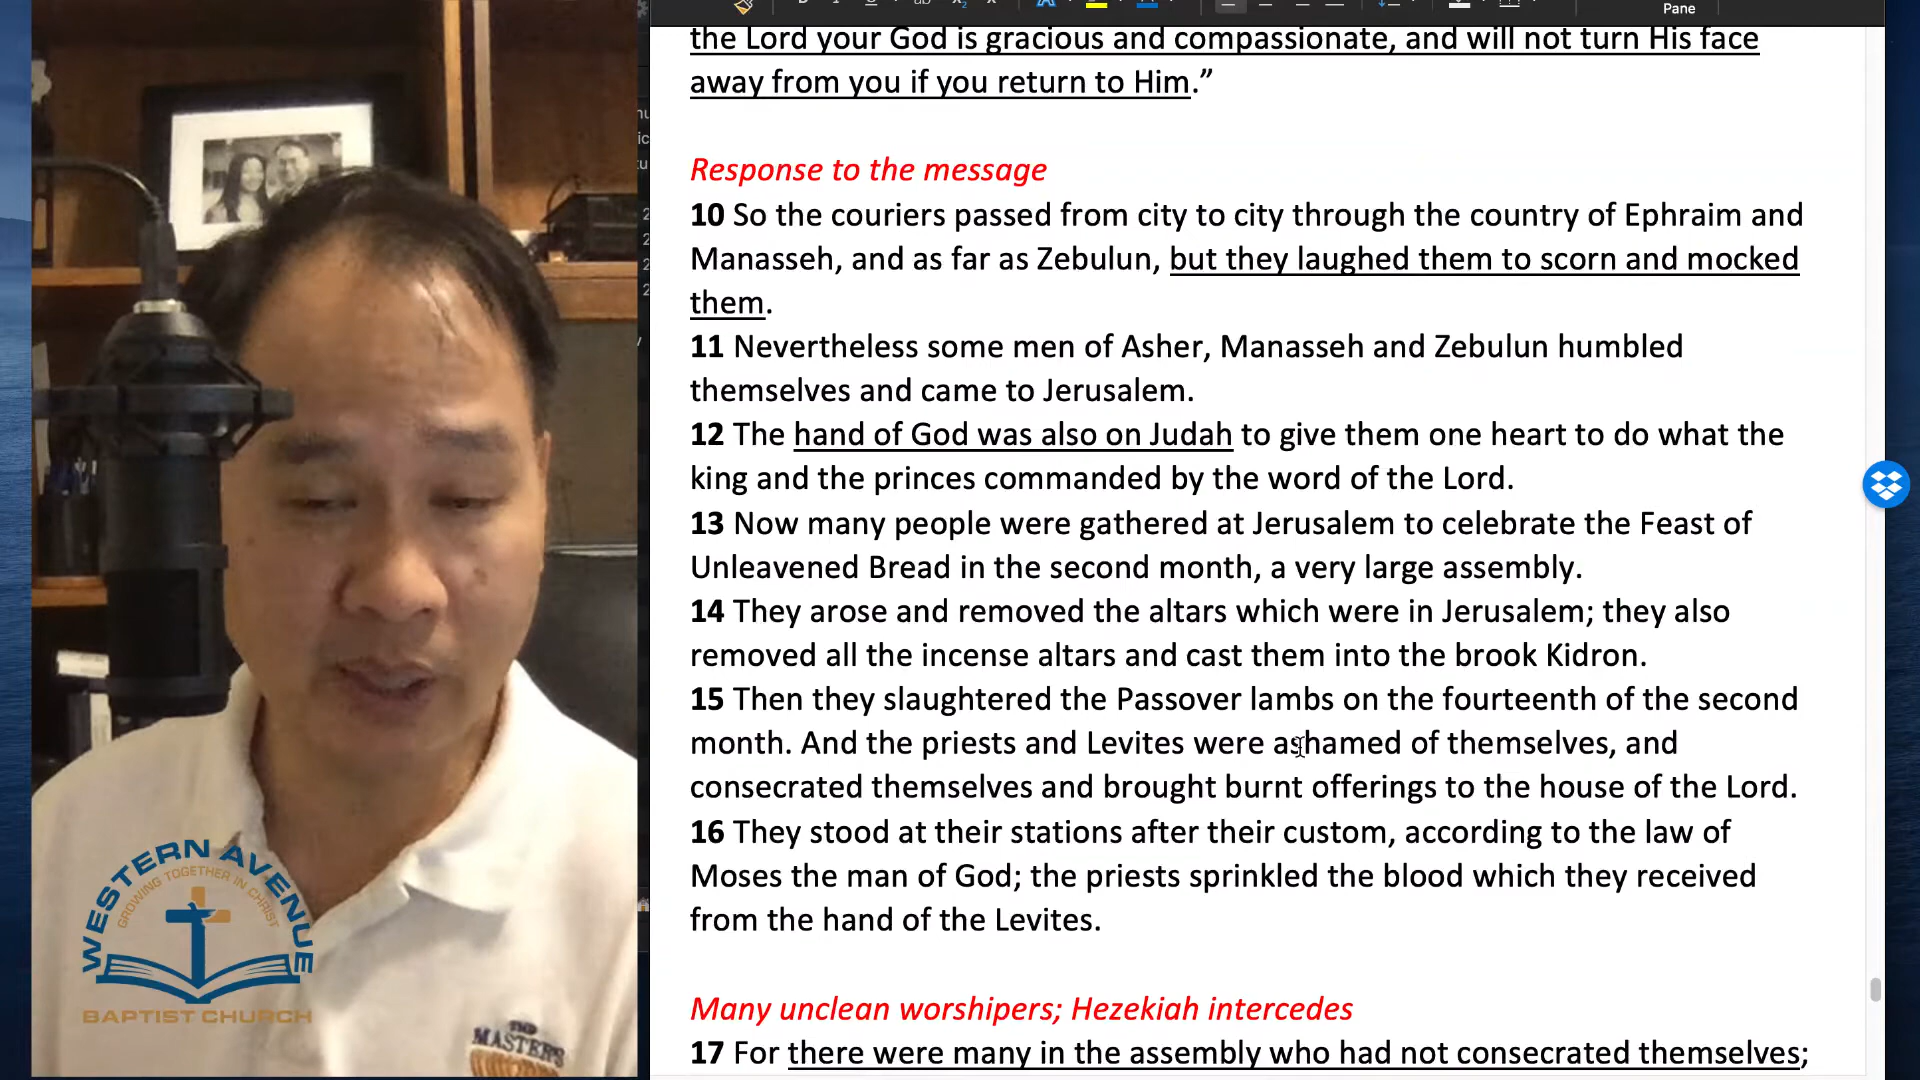 Pane
the Lord your God is gracious and compassionate, and will not turn His face
away from you if you return to Him.”
Response to the message
10 So the couriers passed from city to city through the country of Ephraim and
Manasseh, and as far as Zebulun, but they laughed them to scorn and mocked
them.
11 Nevertheless some men of Asher, Manasseh and Zebulun humbled
themselves and came to Jerusalem.
12 The hand of God was also on Judah to give them one heart to do what the
king and the princes commanded by the word of the Lord.
13 Now many people were gathered at Jerusalem to celebrate the Feast of
Unleavened Bread in the second month, a very large assembly.
14 They arose and removed the altars which were in Jerusalem; they also
removed all the incense altars and cast them into the brook Kidron.
15 Then they slaughtered the Passover lambs on the fourteenth of the second
month. And the priests and Levites were ashamed of themselves, and
consecrated themselves and brought burnt offerings to the house of the Lord.
16 They stood at their stations after their custom, according to the law of
Moses the man of God; the priests sprinkled the blood which they received
from the hand of the Levites.
Many unclean worshipers; Hezekiah intercedes
17 For there were many in the assembly who had not consecrated themselves;
WESTERN AVENUE
GROWING TOGETHER IN CHRIST
BAPTIST CHURCH
THE
MASTER'S